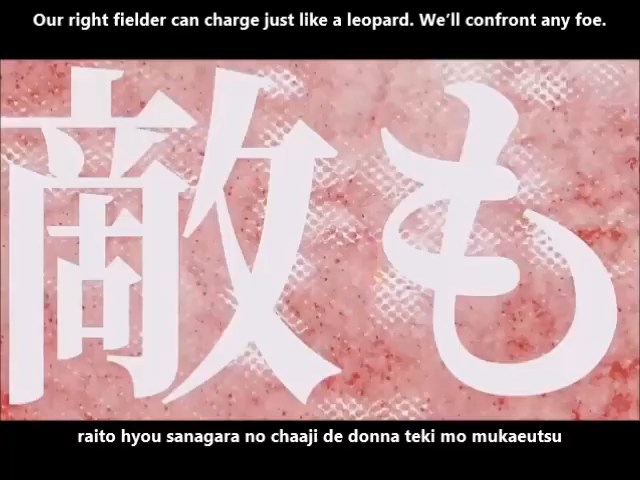 Our right fielder can charge just like a leopard. We’ll confront any foe.
敵も
raito hyou sanagara no chaaji de donna teki mo mukaeutsu